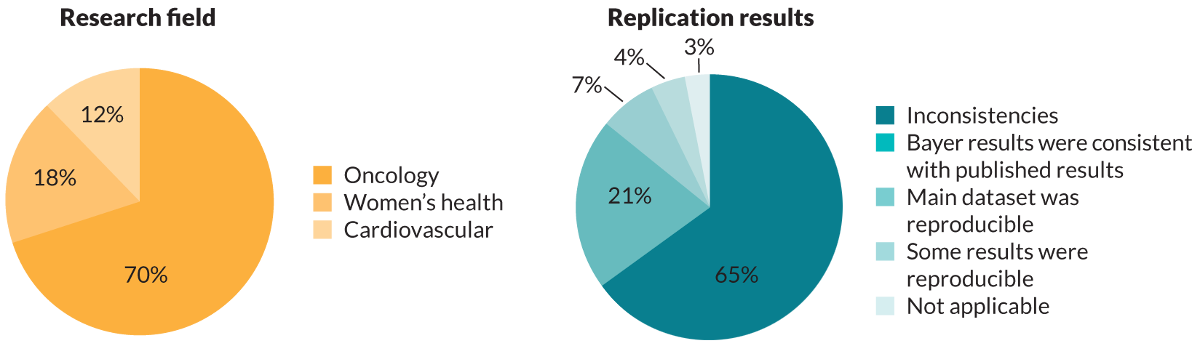 Research field
12%
18%
70%
Oncology
Women’s health
Cardiovascular
Replication results
3%
4%
7%
21%
65%
Inconsistencies
Bayer results were consistent
with published results
Main dataset was
reproducible
Some results were
reproducible
Not applicable